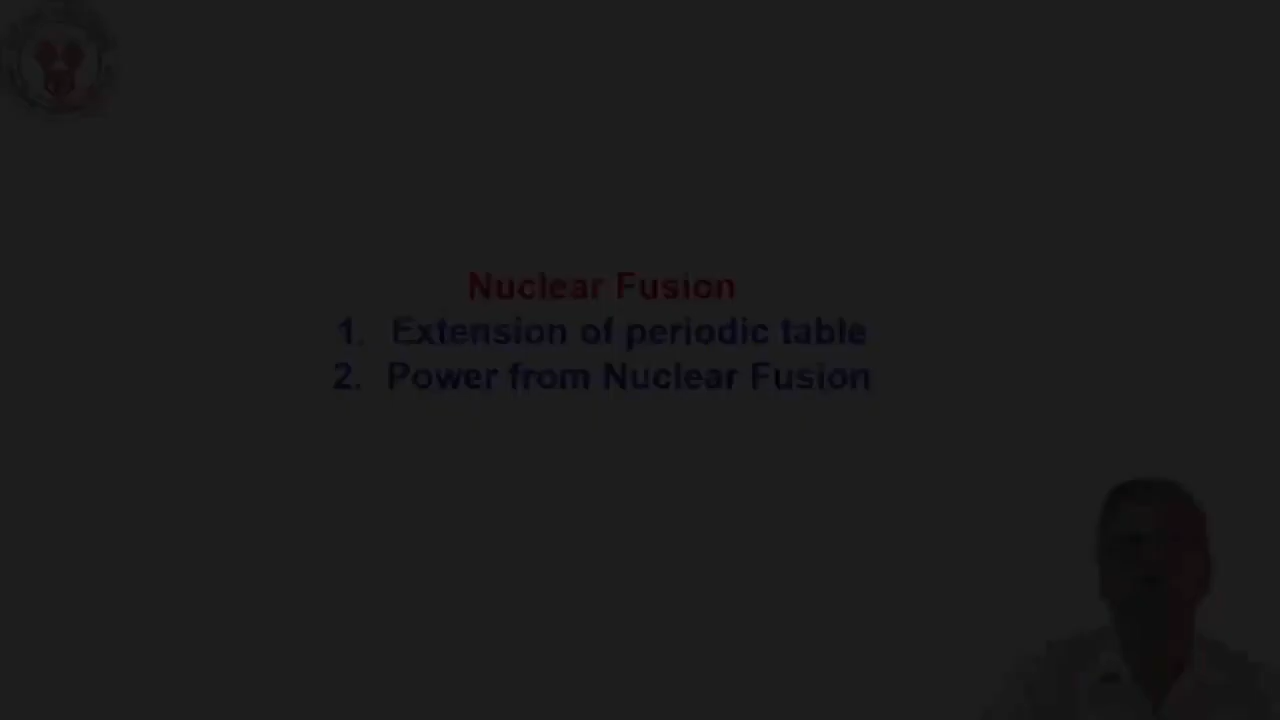 Nuclear Fusion
1. Extension of periodic table
2. Power from Nuclear Fusion